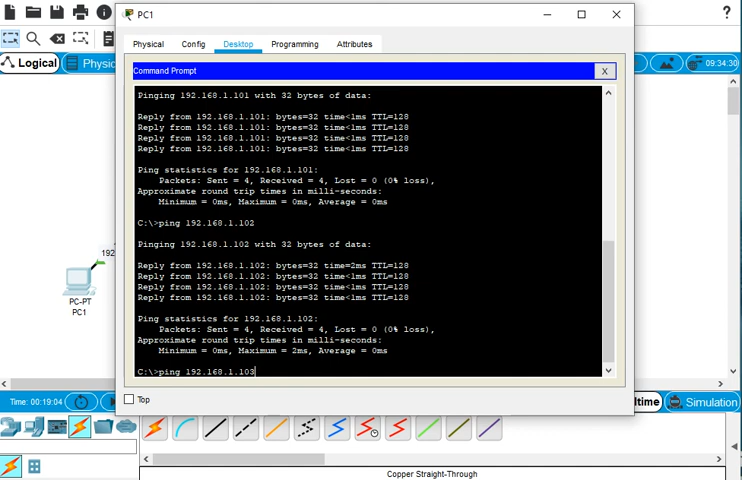 PC1
?
Physical Config Desktop Programming Attributes
Logical
Physic
09:34:30
Command Prompt
X
Pinging 192.168.1.101 with 32 bytes of data:
Reply from 192.168.1.101: bytes=32 time<1ms TTL=128
Reply from 192.168.1.101: bytes=32 time<1ms TTL=128
Reply from 192.168.1.101: bytes=32 time<1ms TTL=128
Reply from 192.168.1.101: bytes=32 time<1ms TTL=128
Ping statistics for 192.168.1.101:
Packets: Sent = 4, Received = 4, Lost = 0 (0% loss),
Approximate round trip times in milli-seconds:
Minimum = 0ms, Maximum = 0ms, Average = 0ms
C:\>ping 192.168.1.102
Pinging 192.168.1.102 with 32 bytes of data:
Reply from 192.168.1.102: bytes=32 time=2ms TTL=128
Reply from 192.168.1.102: bytes=32 time<1ms TTL=128
Reply from 192.168.1.102: bytes=32 time<1ms TTL=128
Reply from 192.168.1.102: bytes=32 time<1ms TTL=128
Ping statistics for 192.168.1.102:
Packets: Sent = 4, Received = 4, Lost = 0 (0% loss),
Approximate round trip times in milli-seconds:
Minimum = 0ms, Maximum = 2ms, Average = 0ms
C:\>ping 192.168.1.103
192
PC-PT
PC1
Top
Time: 00:19:04
ltime
Simulation
Copper Straight-Through